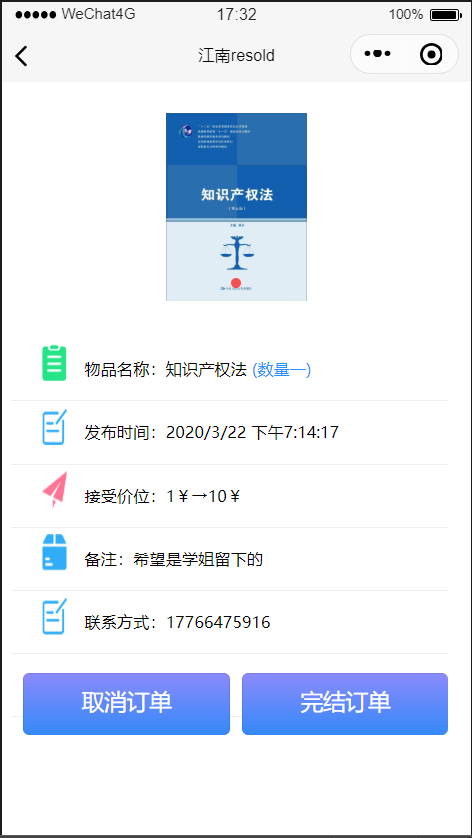 WeChat4G 17:32 100%
江南resold
知识产权法
物品名称：知识产权法 (数量一)
发布时间：2020/3/22 下午7:14:17
接受价位：1￥→10￥
备注：希望是学姐留下的
联系方式：17766475916
取消订单 完结订单